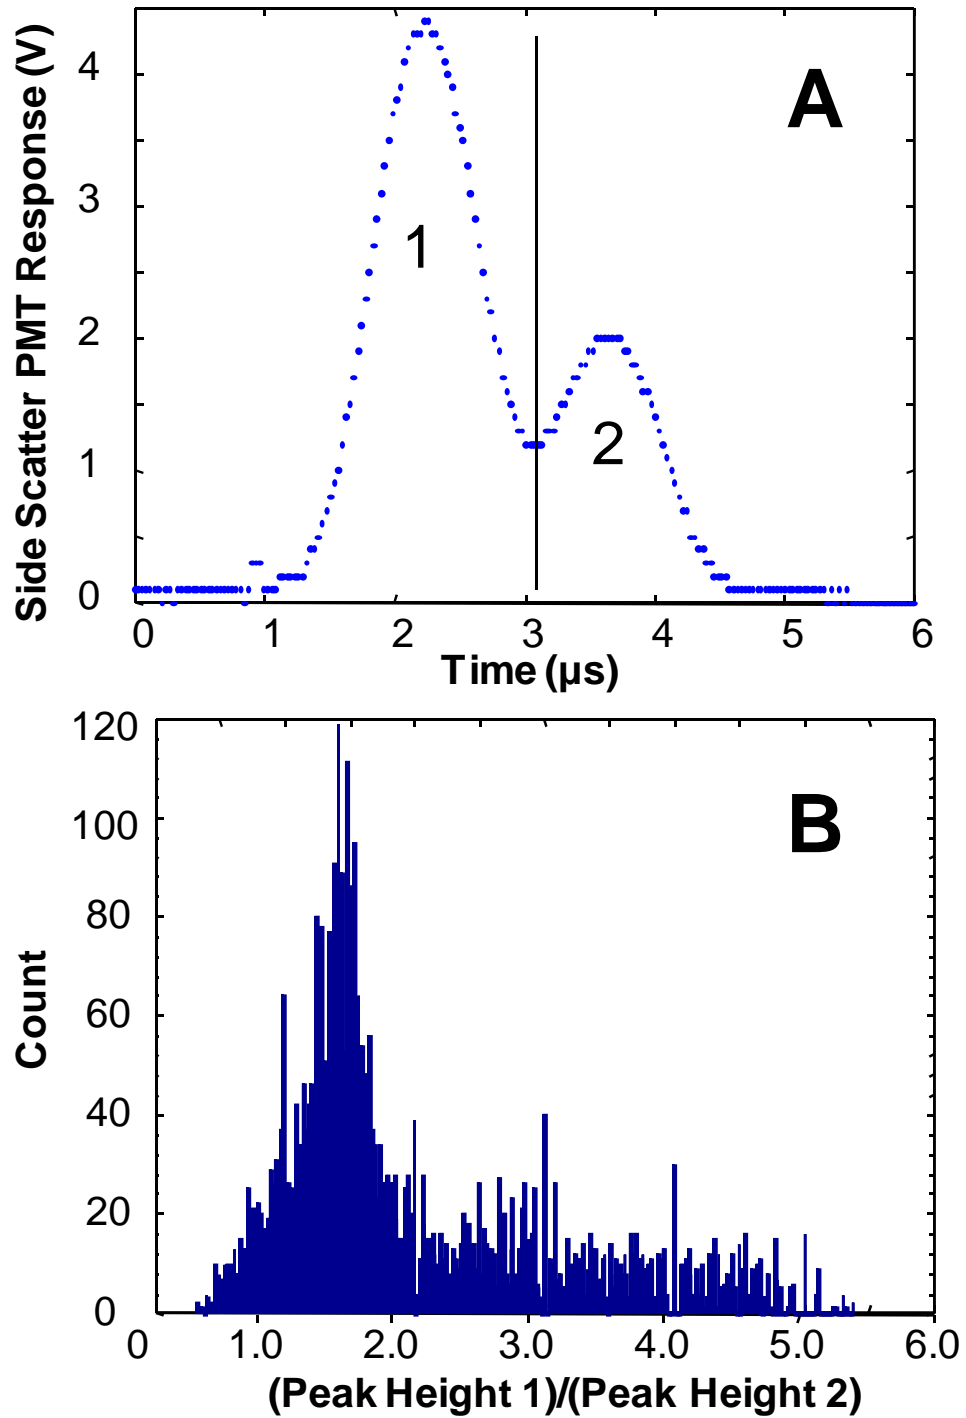 Side Scatter PMT Response (V)
4
3
2
1
0
A
1
2
0 1 2 3 4 5 6
Time (µs)
Count
120
100
80
60
40
20
0
B
0 1.0 2.0 3.0 4.0 5.0 6.0
(Peak Height 1)/(Peak Height 2)